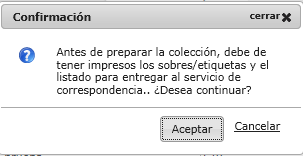 Confirmación cerrar
Antes de preparar la colección, debe de
tener impresos los sobres/etiquetas y el
listado para entregar al servicio de
correspondencia.. ¿Desea continuar?
Aceptar Cancelar